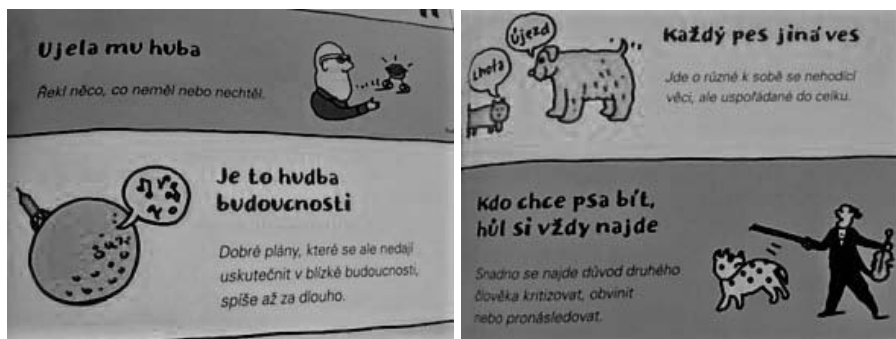 Ujela mu huba
Řekl něco, co neměl nebo nechtěl.
Je to hudba
budoucnosti
Dobré plány, které se ale nedají
uskutečnit v blízké budoucnosti,
spíše až za dlouho.
Lhota
Újezd
Každý pes jiná ves
Jde o různé k sobě se nehodící
věci, ale uspořádané do celku.
Kdo chce psa bít,
hůl si vždy najde
Snadno se najde důvod druhého
člověka kritizovat, obvinit
nebo pronásledovat.